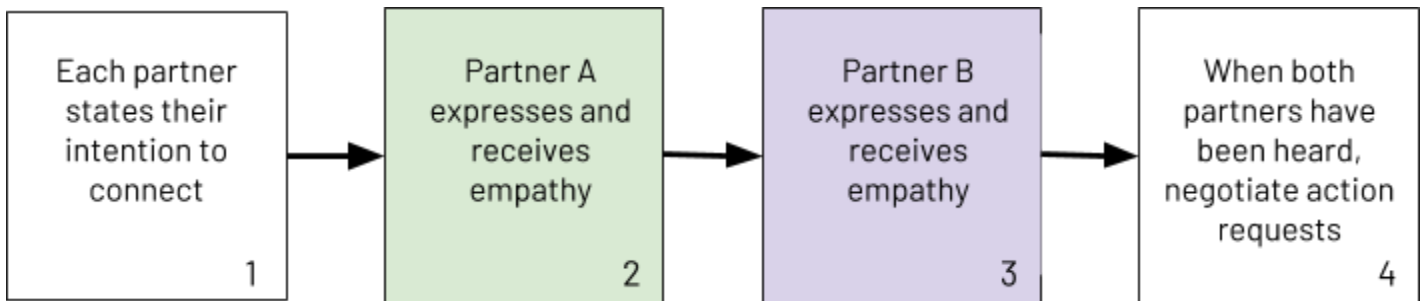 Each partner
states their
intention to
connect
1
Partner A
expresses and
receives
empathy
2
Partner B
expresses and
receives
empathy
3
When both
partners have
been heard,
negotiate action
requests
4